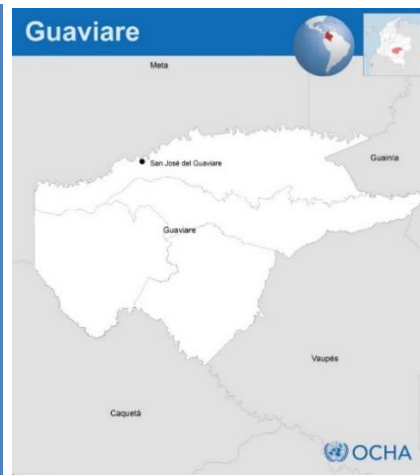 Guaviare
Meta
San José del Guaviare
Guainía
Guaviare
Vaupés
Caquetá
OCHA